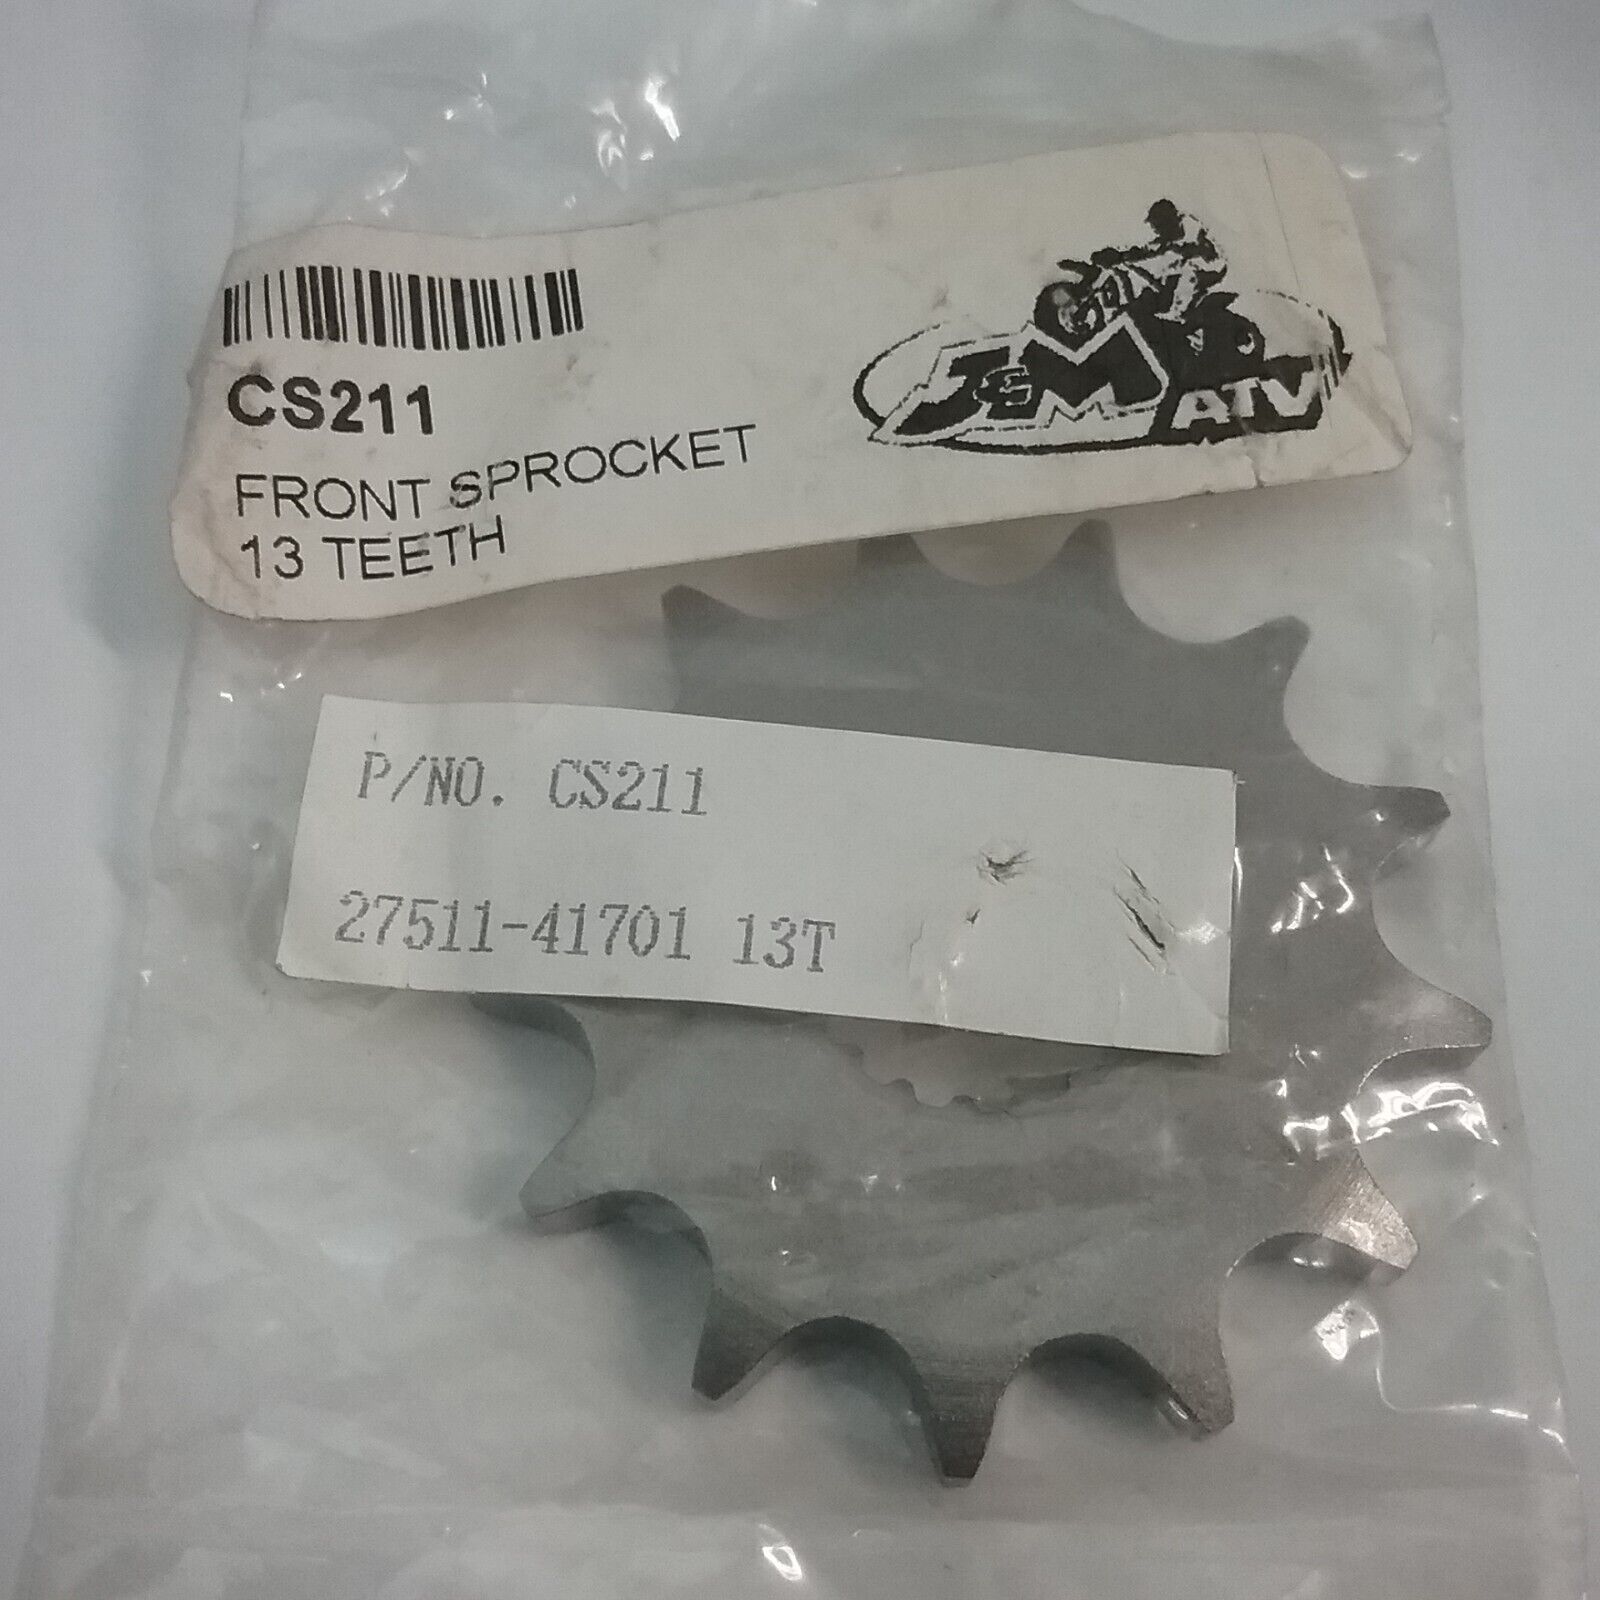 CS211
FRONT SPROCKET
13 TEETH
ATV
P/NO. CS211
27511-41701 13T